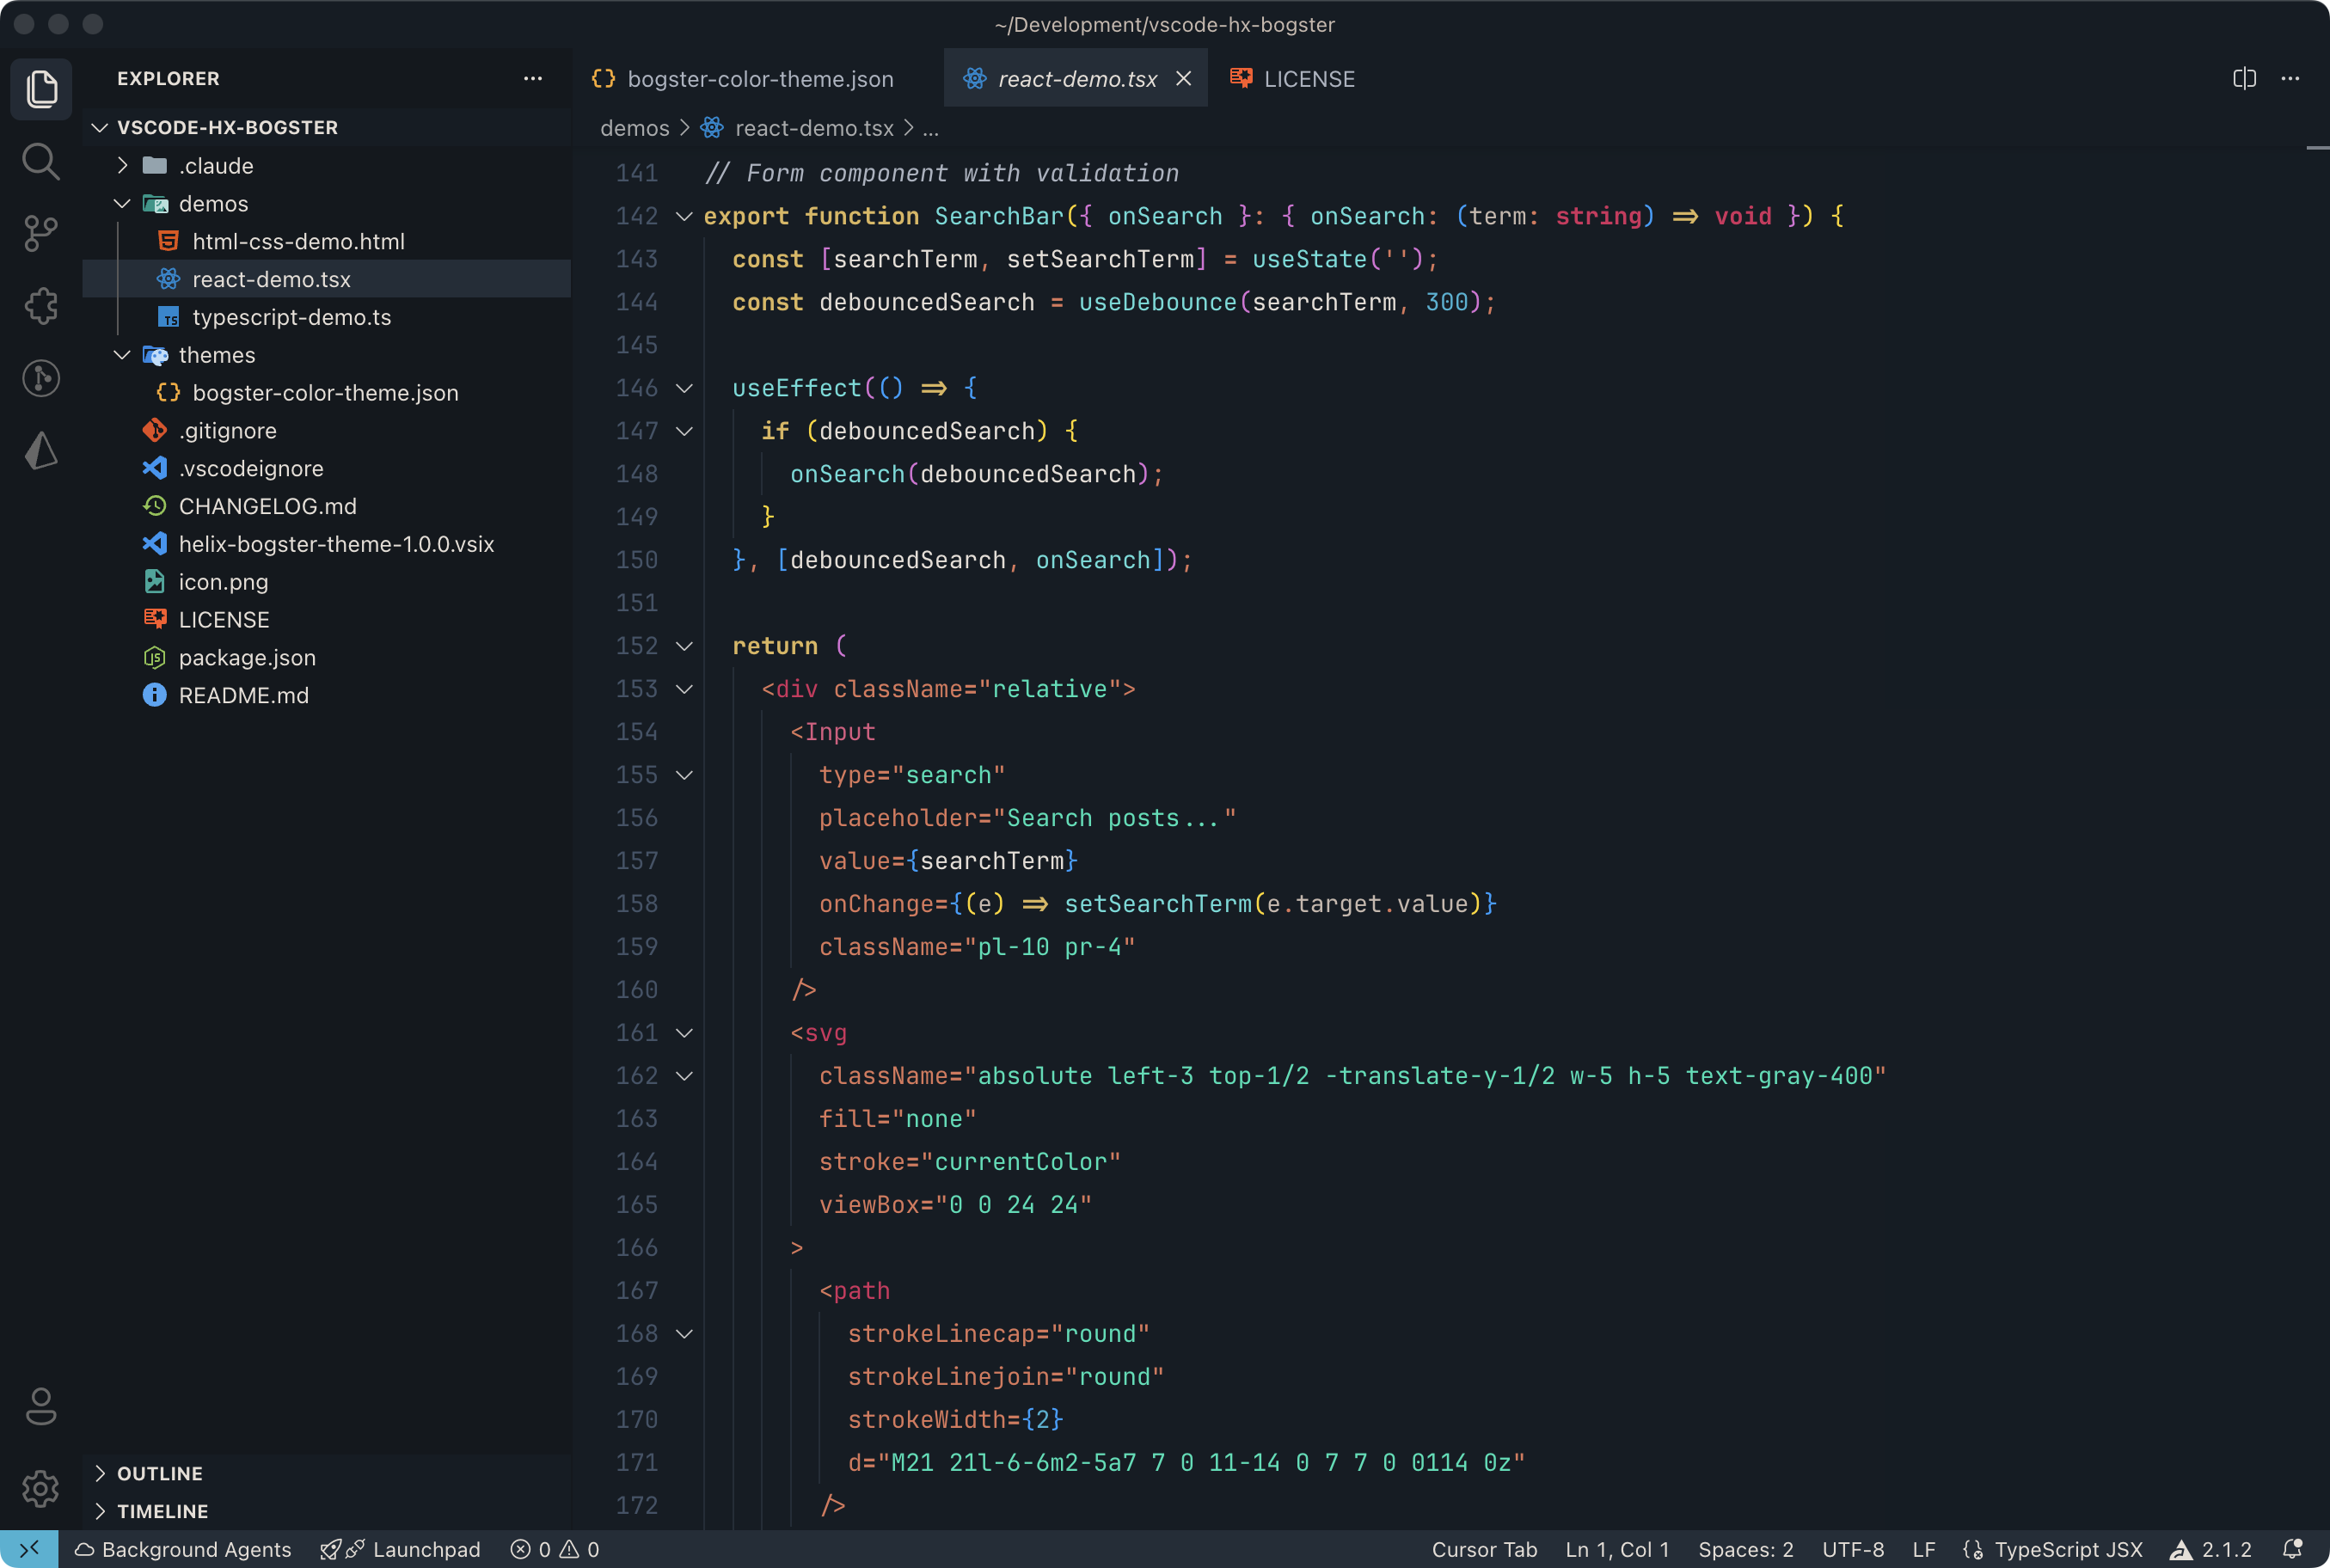 ~/Development/vscode-hx-bogster
EXPLORER
VSCODE-HX-BOGSTER
.claude
demos
html-css-demo.html
react-demo.tsx
typescript-demo.ts
themes
bogster-color-theme.json
.gitignore
.vscodeignore
CHANGELOG.md
helix-bogster-theme-1.0.0.vsix
icon.png
LICENSE
package.json
README.md
OUTLINE
TIMELINE
bogster-color-theme.json
react-demo.tsx
LICENSE
demos > react-demo.tsx > ...
141 // Form component with validation
142 export function SearchBar({ onSearch }: { onSearch: (term: string) => void }) {
143 const [searchTerm, setSearchTerm] = useState('');
144 const debouncedSearch = useDebounce(searchTerm, 300);
145
146 useEffect(() => {
147 if (debouncedSearch) {
148 onSearch(debouncedSearch);
149 }
150 }, [debouncedSearch, onSearch]);
151
152 return (
153 <div className="relative">
154 <Input
155 type="search"
156 placeholder="Search posts..."
157 value={searchTerm}
158 onChange={(e) => setSearchTerm(e.target.value)}
159 className="pl-10 pr-4"
160 />
161 <svg
162 className="absolute left-3 top-1/2 -translate-y-1/2 w-5 h-5 text-gray-400"
163 fill="none"
164 stroke="currentColor"
165 viewBox="0 0 24 24"
166 >
167 <path
168 strokeLinecap="round"
169 strokeLinejoin="round"
170 strokeWidth={2}
171 d="M21 21l-6-6m2-5a7 7 0 11-14 0 7 7 0 0114 0z"
172 />
Background Agents Launchpad 0 0 Cursor Tab Ln 1, Col 1 Spaces: 2 UTF-8 LF TypeScript JSX 2.1.2